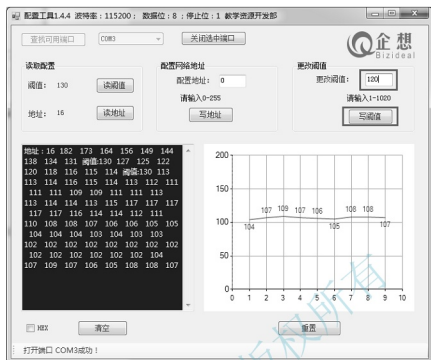 配置工具1.4.4 波特率：115200； 数据位：8 ；停止位：1 教学资源开发部
查找可用端口 COM3 关闭选中端口
企想
Bizideal
读取配置
阈值： 130 读阈值
地址： 16 读地址
配置网络地址
配置地址： 0
请输入0-255
写地址
更改阈值
更改阈值： 120
请输入1-1020
写阈值
地址：16 182 173 164 156 149 144
138 134 131 阈值:130 127 125 122
120 118 116 115 114 阈值:130 113
113 114 116 115 114 113 112 111
111 111 109 109 111 111 113
113 114 114 113 115 117 117 117
117 117 116 114 114 112 111
110 108 108 107 106 106 105 105
104 104 104 103 104 103 103
102 102 102 102 102 102 102 102
102 102 102 102 102 102 104
107 109 107 106 105 108 108 107
200
150
100
50
0
104 107 109 107 106 105 108 108 107
0 1 2 3 4 5 6 7 8 9 10
HEX 清空 重置
打开端口 COM3成功！
版权所有